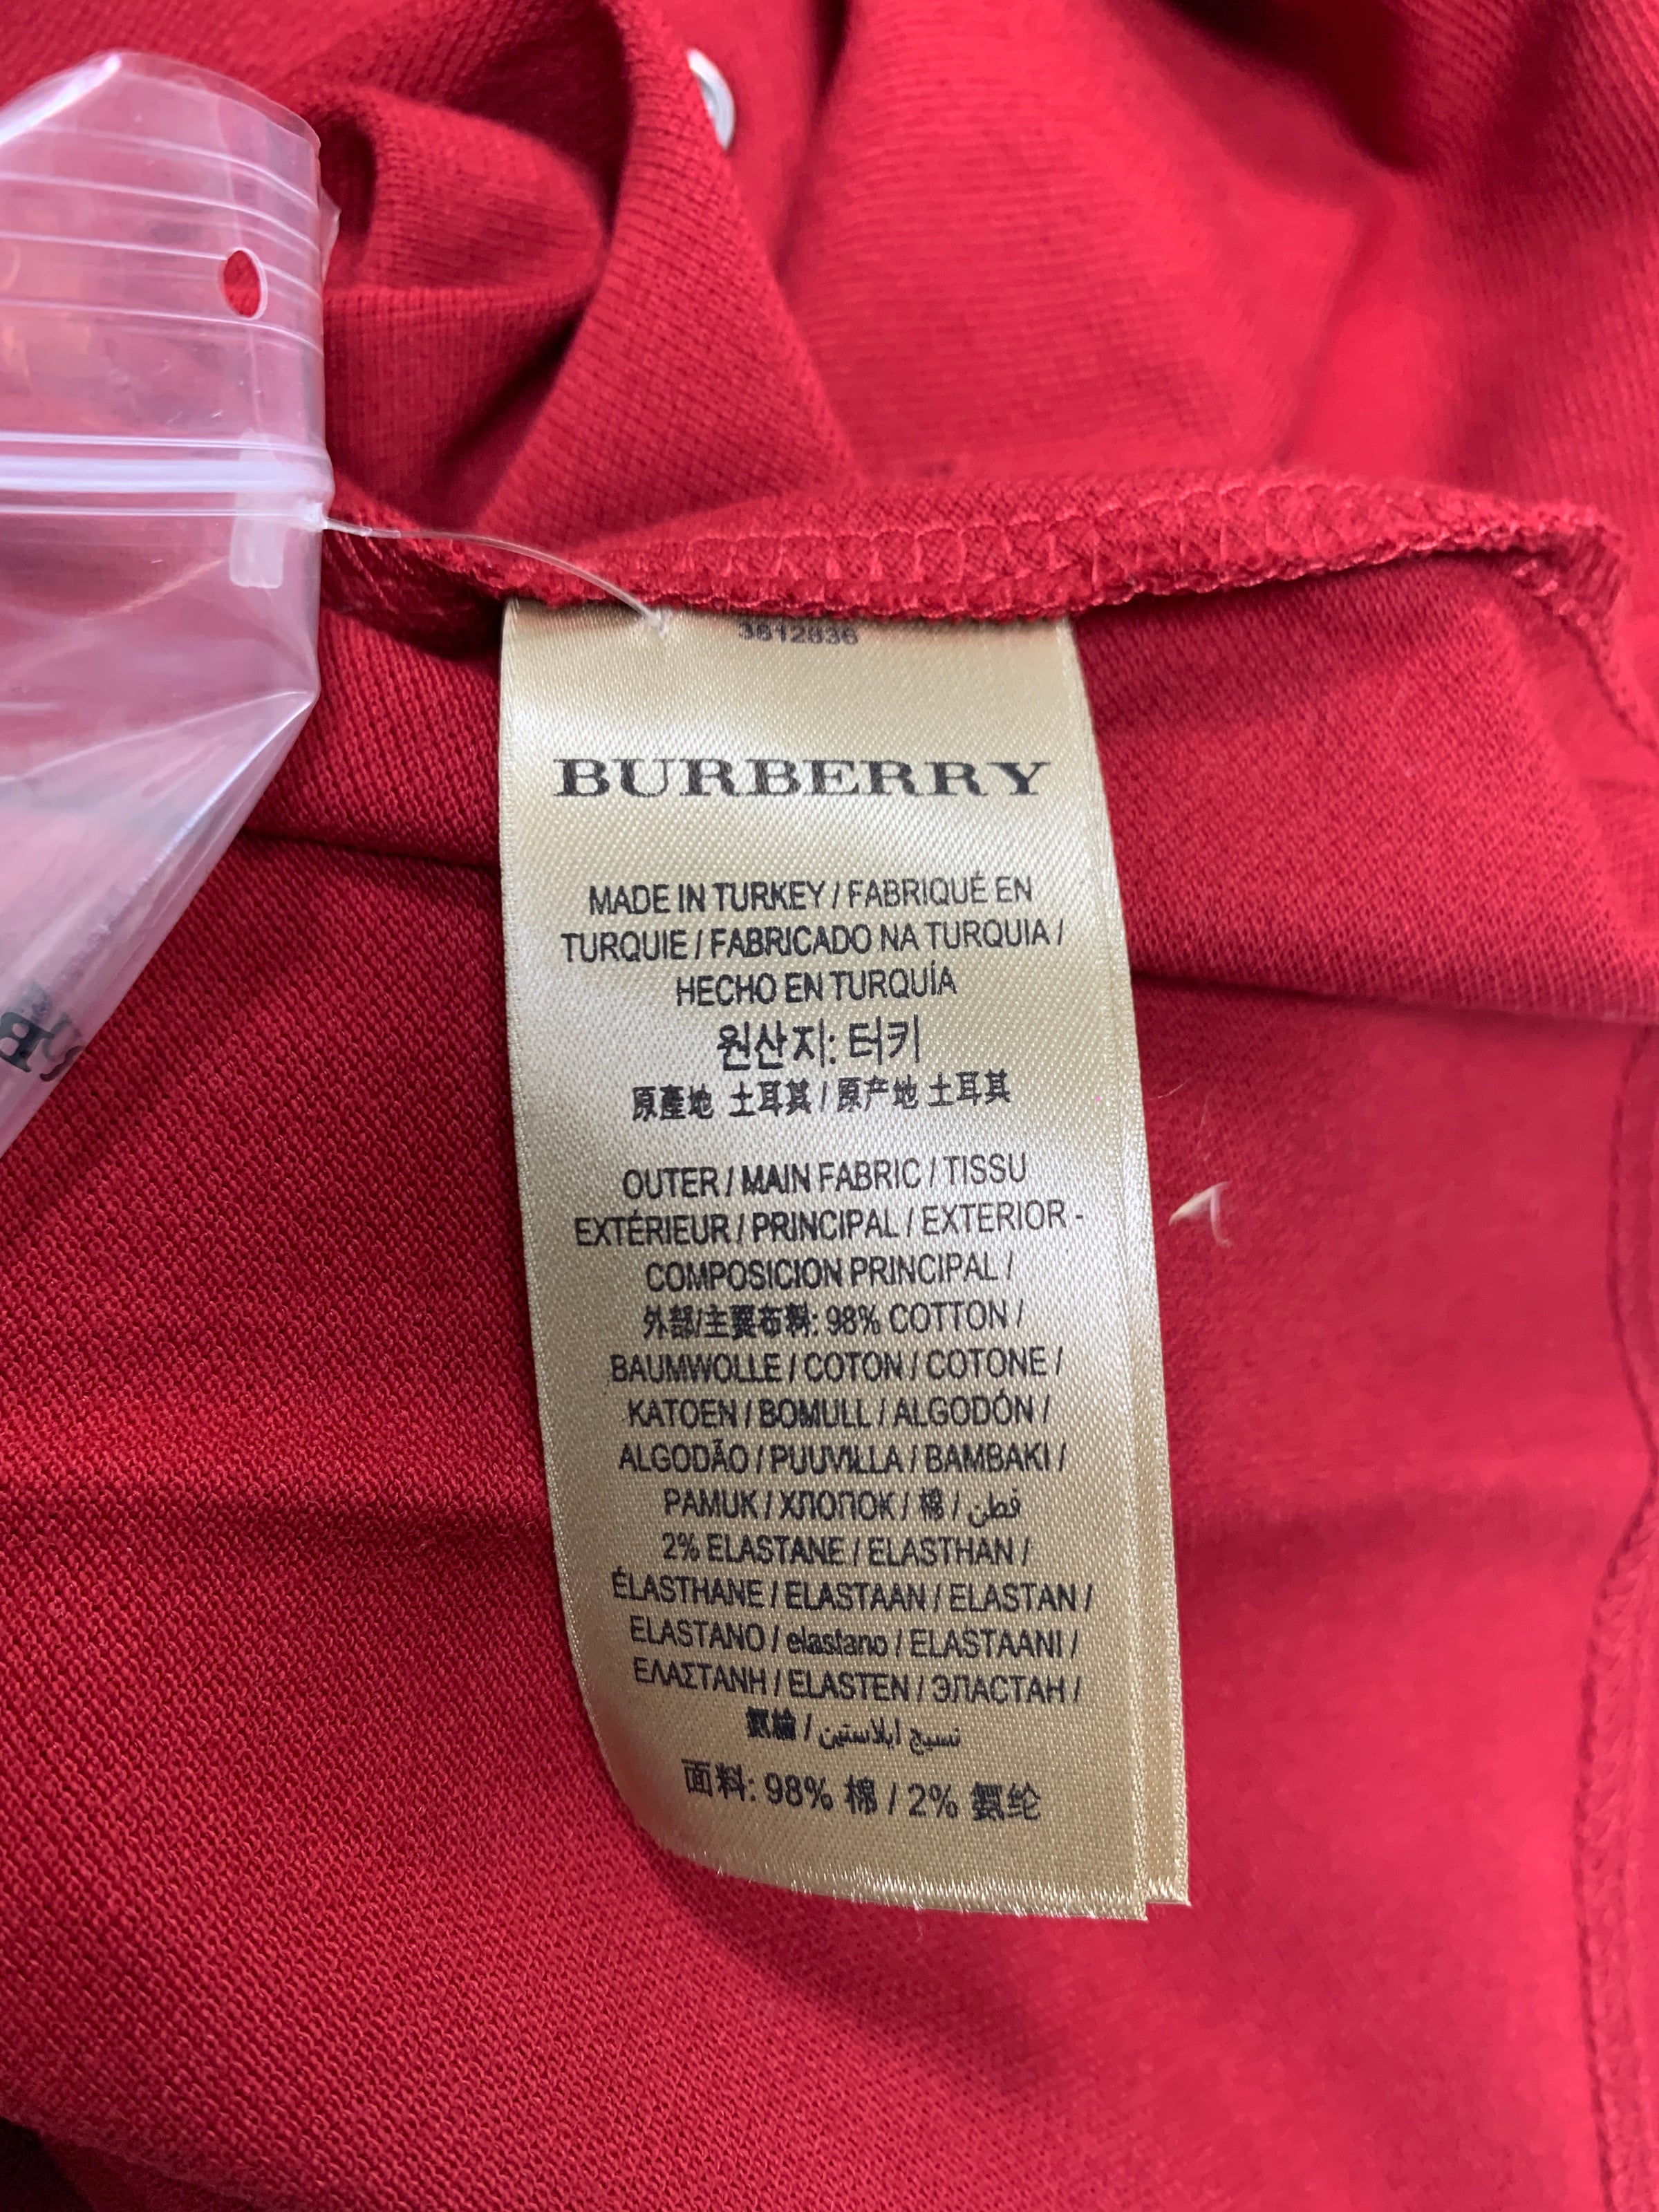 3812836
BURBERRY
MADE IN TURKEY / FABRIQUÉ EN
TURQUIE / FABRICADO NA TURQUIA /
HECHO EN TURQUÍA
원산지: 터키
原產地 土耳其 / 原产地 土耳其
OUTER / MAIN FABRIC / TISSU
EXTÉRIEUR / PRINCIPAL / EXTERIOR -
COMPOSICION PRINCIPAL /
外部/主要布料: 98% COTTON /
BAUMWOLLE / COTON / COTONE /
KATOEN / BOMULL / ALGODÓN /
ALGODÃO / PUUVILLA / BAMBAKI /
PAMUK / ХЛОПОК / 棉 / قطن
2% ELASTANE / ELASTHAN /
ÉLASTHANE / ELASTAAN / ELASTAN /
ELASTANO / elastano / ELASTAANI /
ΕΛΑΣΤΑΝΗ / ELASTEN / ЭЛАСТАН /
氨綸 / نسيج ايلاستين
面料: 98% 棉 / 2% 氨纶